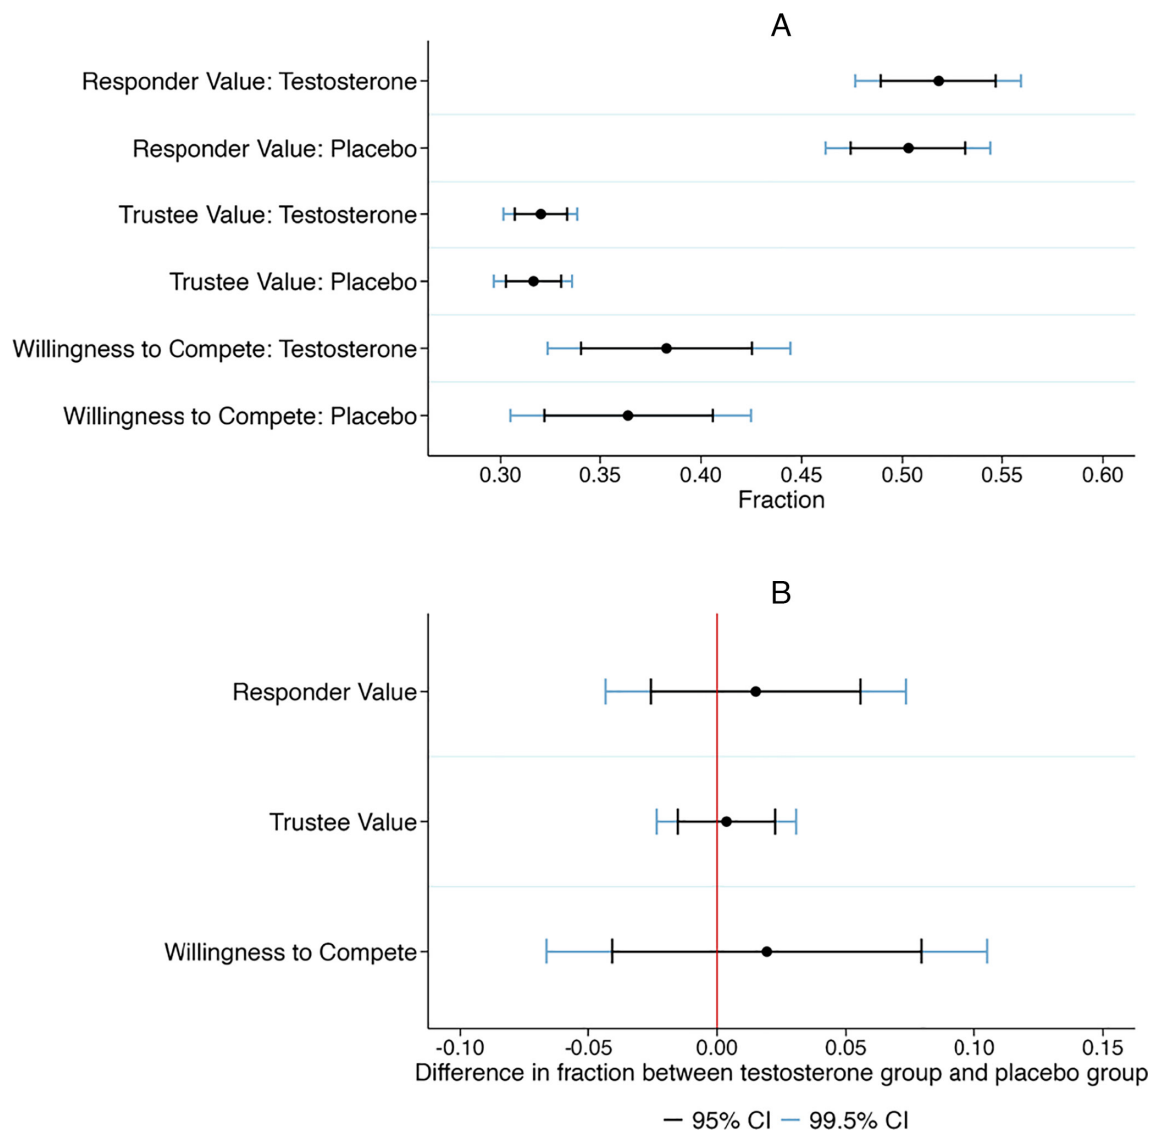 A
Responder Value: Testosterone
Responder Value: Placebo
Trustee Value: Testosterone
Trustee Value: Placebo
Willingness to Compete: Testosterone
Willingness to Compete: Placebo
0.30 0.35 0.40 0.45 0.50 0.55 0.60
Fraction
B
Responder Value
Trustee Value
Willingness to Compete
-0.10 -0.05 0.00 0.05 0.10 0.15
Difference in fraction between testosterone group and placebo group
95% CI 99.5% CI